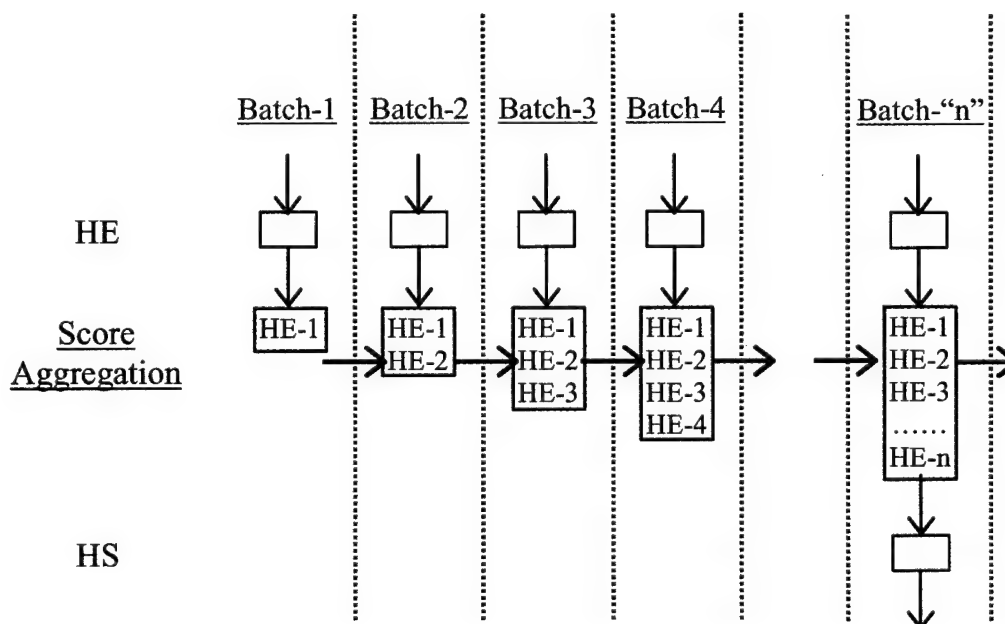 Batch-1 Batch-2 Batch-3 Batch-4 Batch-“n”
HE
Score
Aggregation
HE-1
HE-1
HE-2
HE-1
HE-2
HE-3
HE-1
HE-2
HE-3
HE-4
HE-1
HE-2
HE-3
......
HE-n
HS